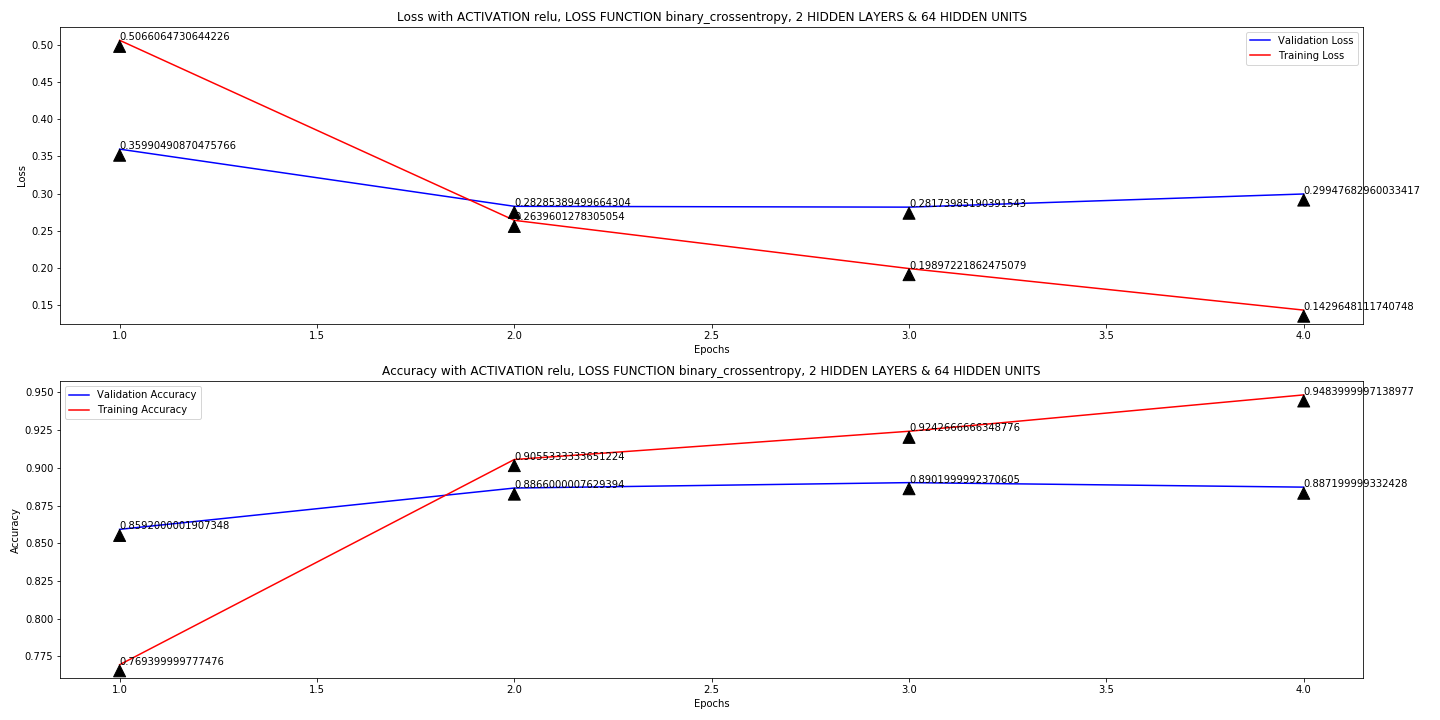 Loss with ACTIVATION relu, LOSS FUNCTION binary_crossentropy, 2 HIDDEN LAYERS & 64 HIDDEN UNITS
0.50
0.45
0.40
0.35
0.30
0.25
0.20
0.15
Loss
0.5066064730644226
0.35990490870475766
0.28285389499664304
0.2639601278305054
0.28173985190391543
0.19897221862475079
0.29947682960033417
0.1429648111740748
Validation Loss
Training Loss
1.0 1.5 2.0 2.5 3.0 3.5 4.0
Epochs
Accuracy with ACTIVATION relu, LOSS FUNCTION binary_crossentropy, 2 HIDDEN LAYERS & 64 HIDDEN UNITS
Validation Accuracy
Training Accuracy
0.950
0.925
0.900
0.875
0.850
0.825
0.800
0.775
Accuracy
0.8592000001907348
0.769399999777476
0.9055333333651224
0.8866000007629394
0.9242666666348776
0.8901999992370605
0.9483999997138977
0.887199999332428
1.0 1.5 2.0 2.5 3.0 3.5 4.0
Epochs